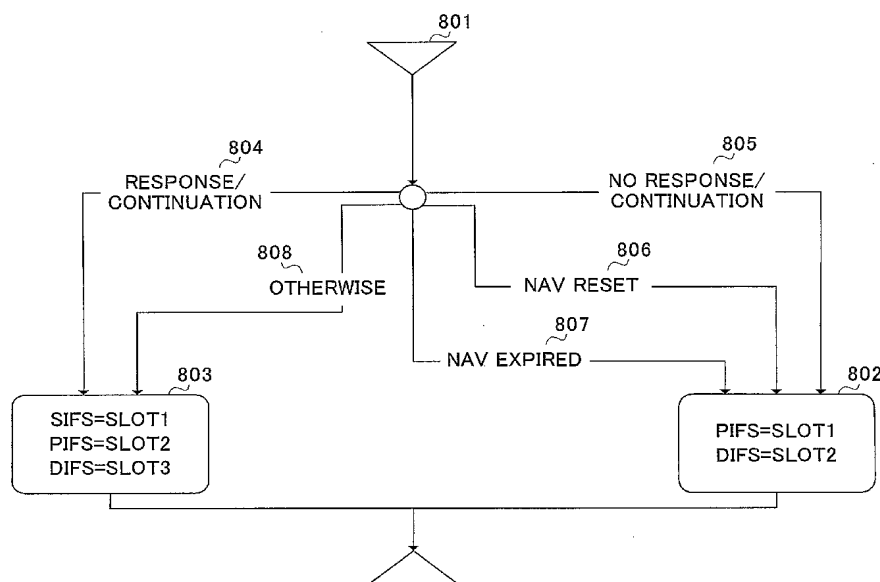 801
804
RESPONSE/
CONTINUATION
805
NO RESPONSE/
CONTINUATION
808
OTHERWISE
806
NAV RESET
807
NAV EXPIRED
803
SIFS=SLOT1
PIFS=SLOT2
DIFS=SLOT3
802
PIFS=SLOT1
DIFS=SLOT2